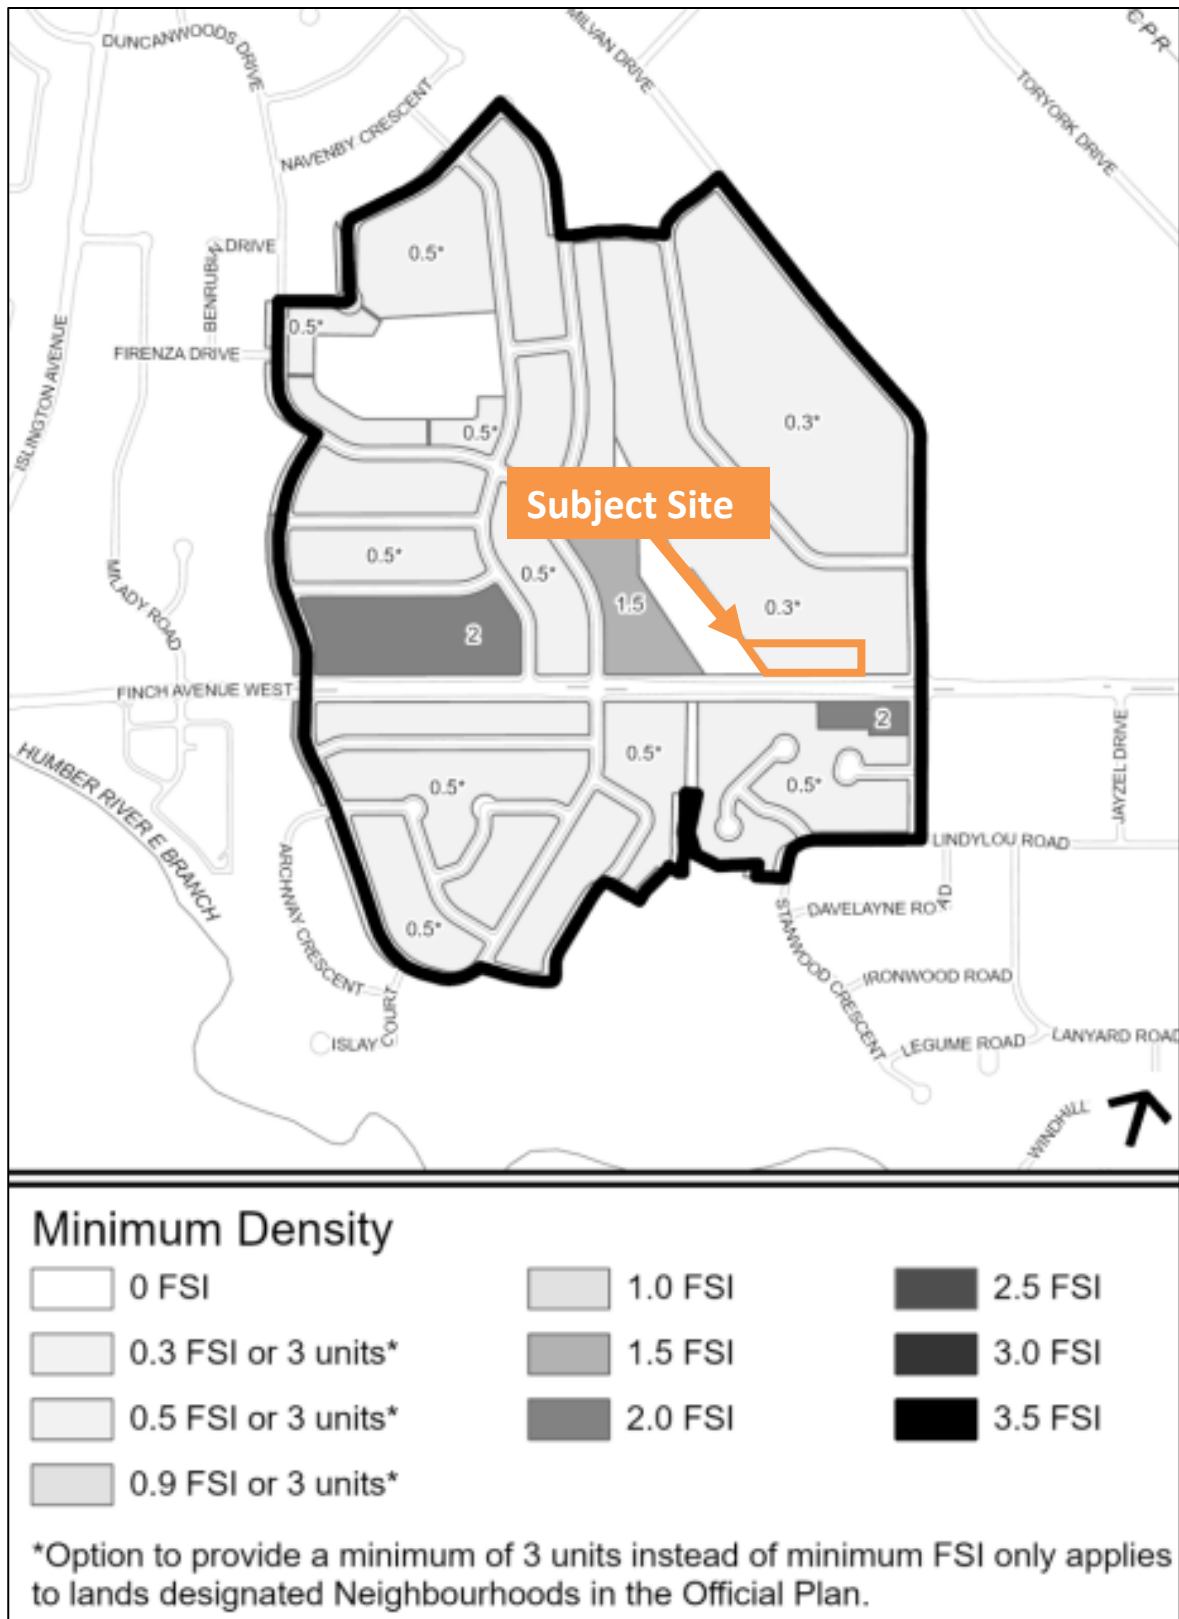 DUNCANWOODS DRIVE
MILVAN DRIVE
CPR
TORYORK DRIVE
NAVENBY CRESCENT
0.5*
DRIVE
BENRUBIN
0.5*
FIRENZA DRIVE
ISLINGTON AVENUE
0.3*
0.5*
Subject Site
0.5*
0.5*
1.5
0.3*
MILADY ROAD
2
FINCH AVENUE WEST
2
0.5*
JAYZEL DRIVE
HUMBER RIVER E BRANCH
0.5*
0.5*
LINDYLOU ROAD
ARCHWAY CRESCENT
DAVELAYNE ROAD
STANWOOD CRESCENT
0.5*
IRONWOOD ROAD
ISLAY COURT
LEGUME ROAD
LANYARD ROAD
WINDHILL
Minimum Density
0 FSI
1.0 FSI
2.5 FSI
0.3 FSI or 3 units*
1.5 FSI
3.0 FSI
0.5 FSI or 3 units*
2.0 FSI
3.5 FSI
0.9 FSI or 3 units*
*Option to provide a minimum of 3 units instead of minimum FSI only applies
to lands designated Neighbourhoods in the Official Plan.